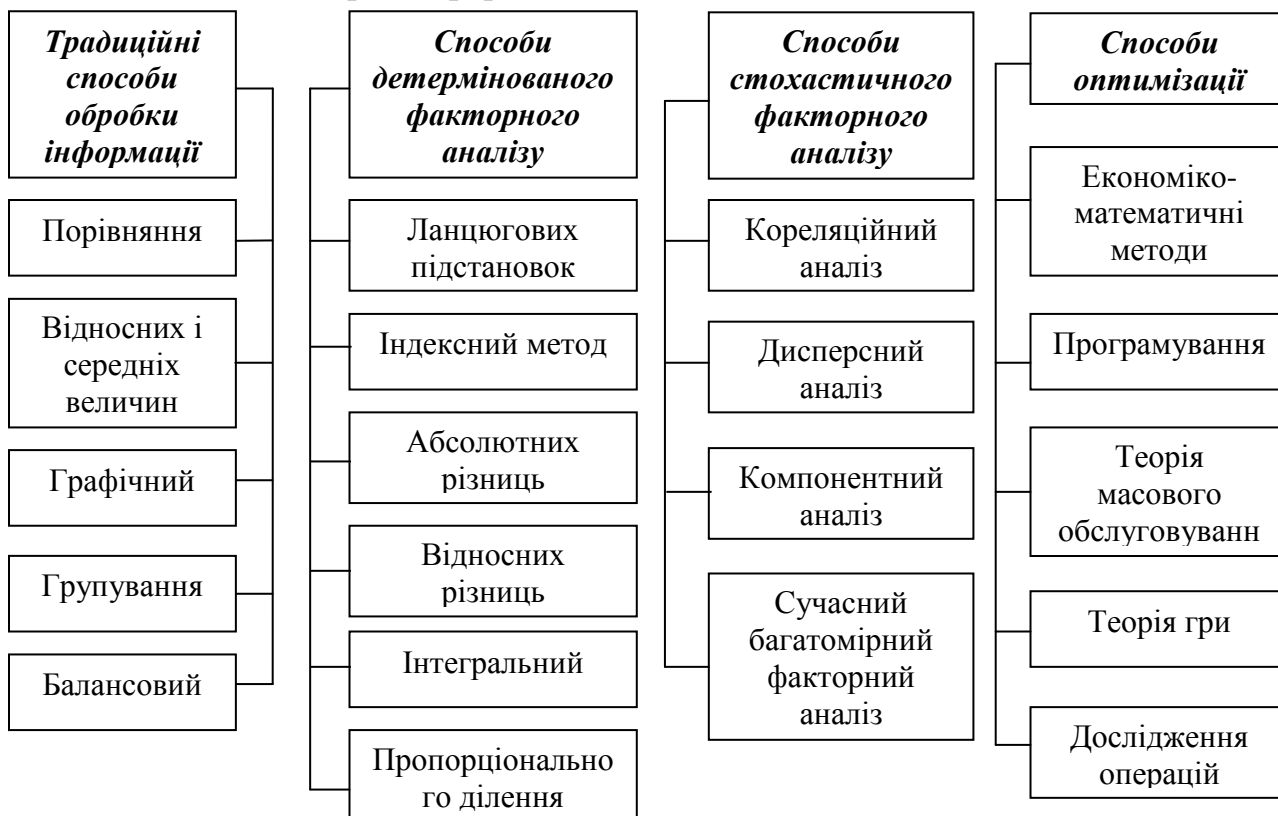 Традиційні
способи
обробки
інформації
Порівняння
Відносних і
середніх
величин
Графічний
Групування
Балансовий
Способи
детермінованого
факторного
аналізу
Ланцюгових
підстановок
Індексний метод
Абсолютних
різниць
Відносних
різниць
Інтегральний
Пропорціонально
го ділення
Способи
стохастичного
факторного
аналізу
Кореляційний
аналіз
Дисперсний
аналіз
Компонентний
аналіз
Сучасний
багатомірний
факторний
аналіз
Способи
оптимізації
Економіко-
математичні
методи
Програмування
Теорія
масового
обслуговуванн
Теорія гри
Дослідження
операцій